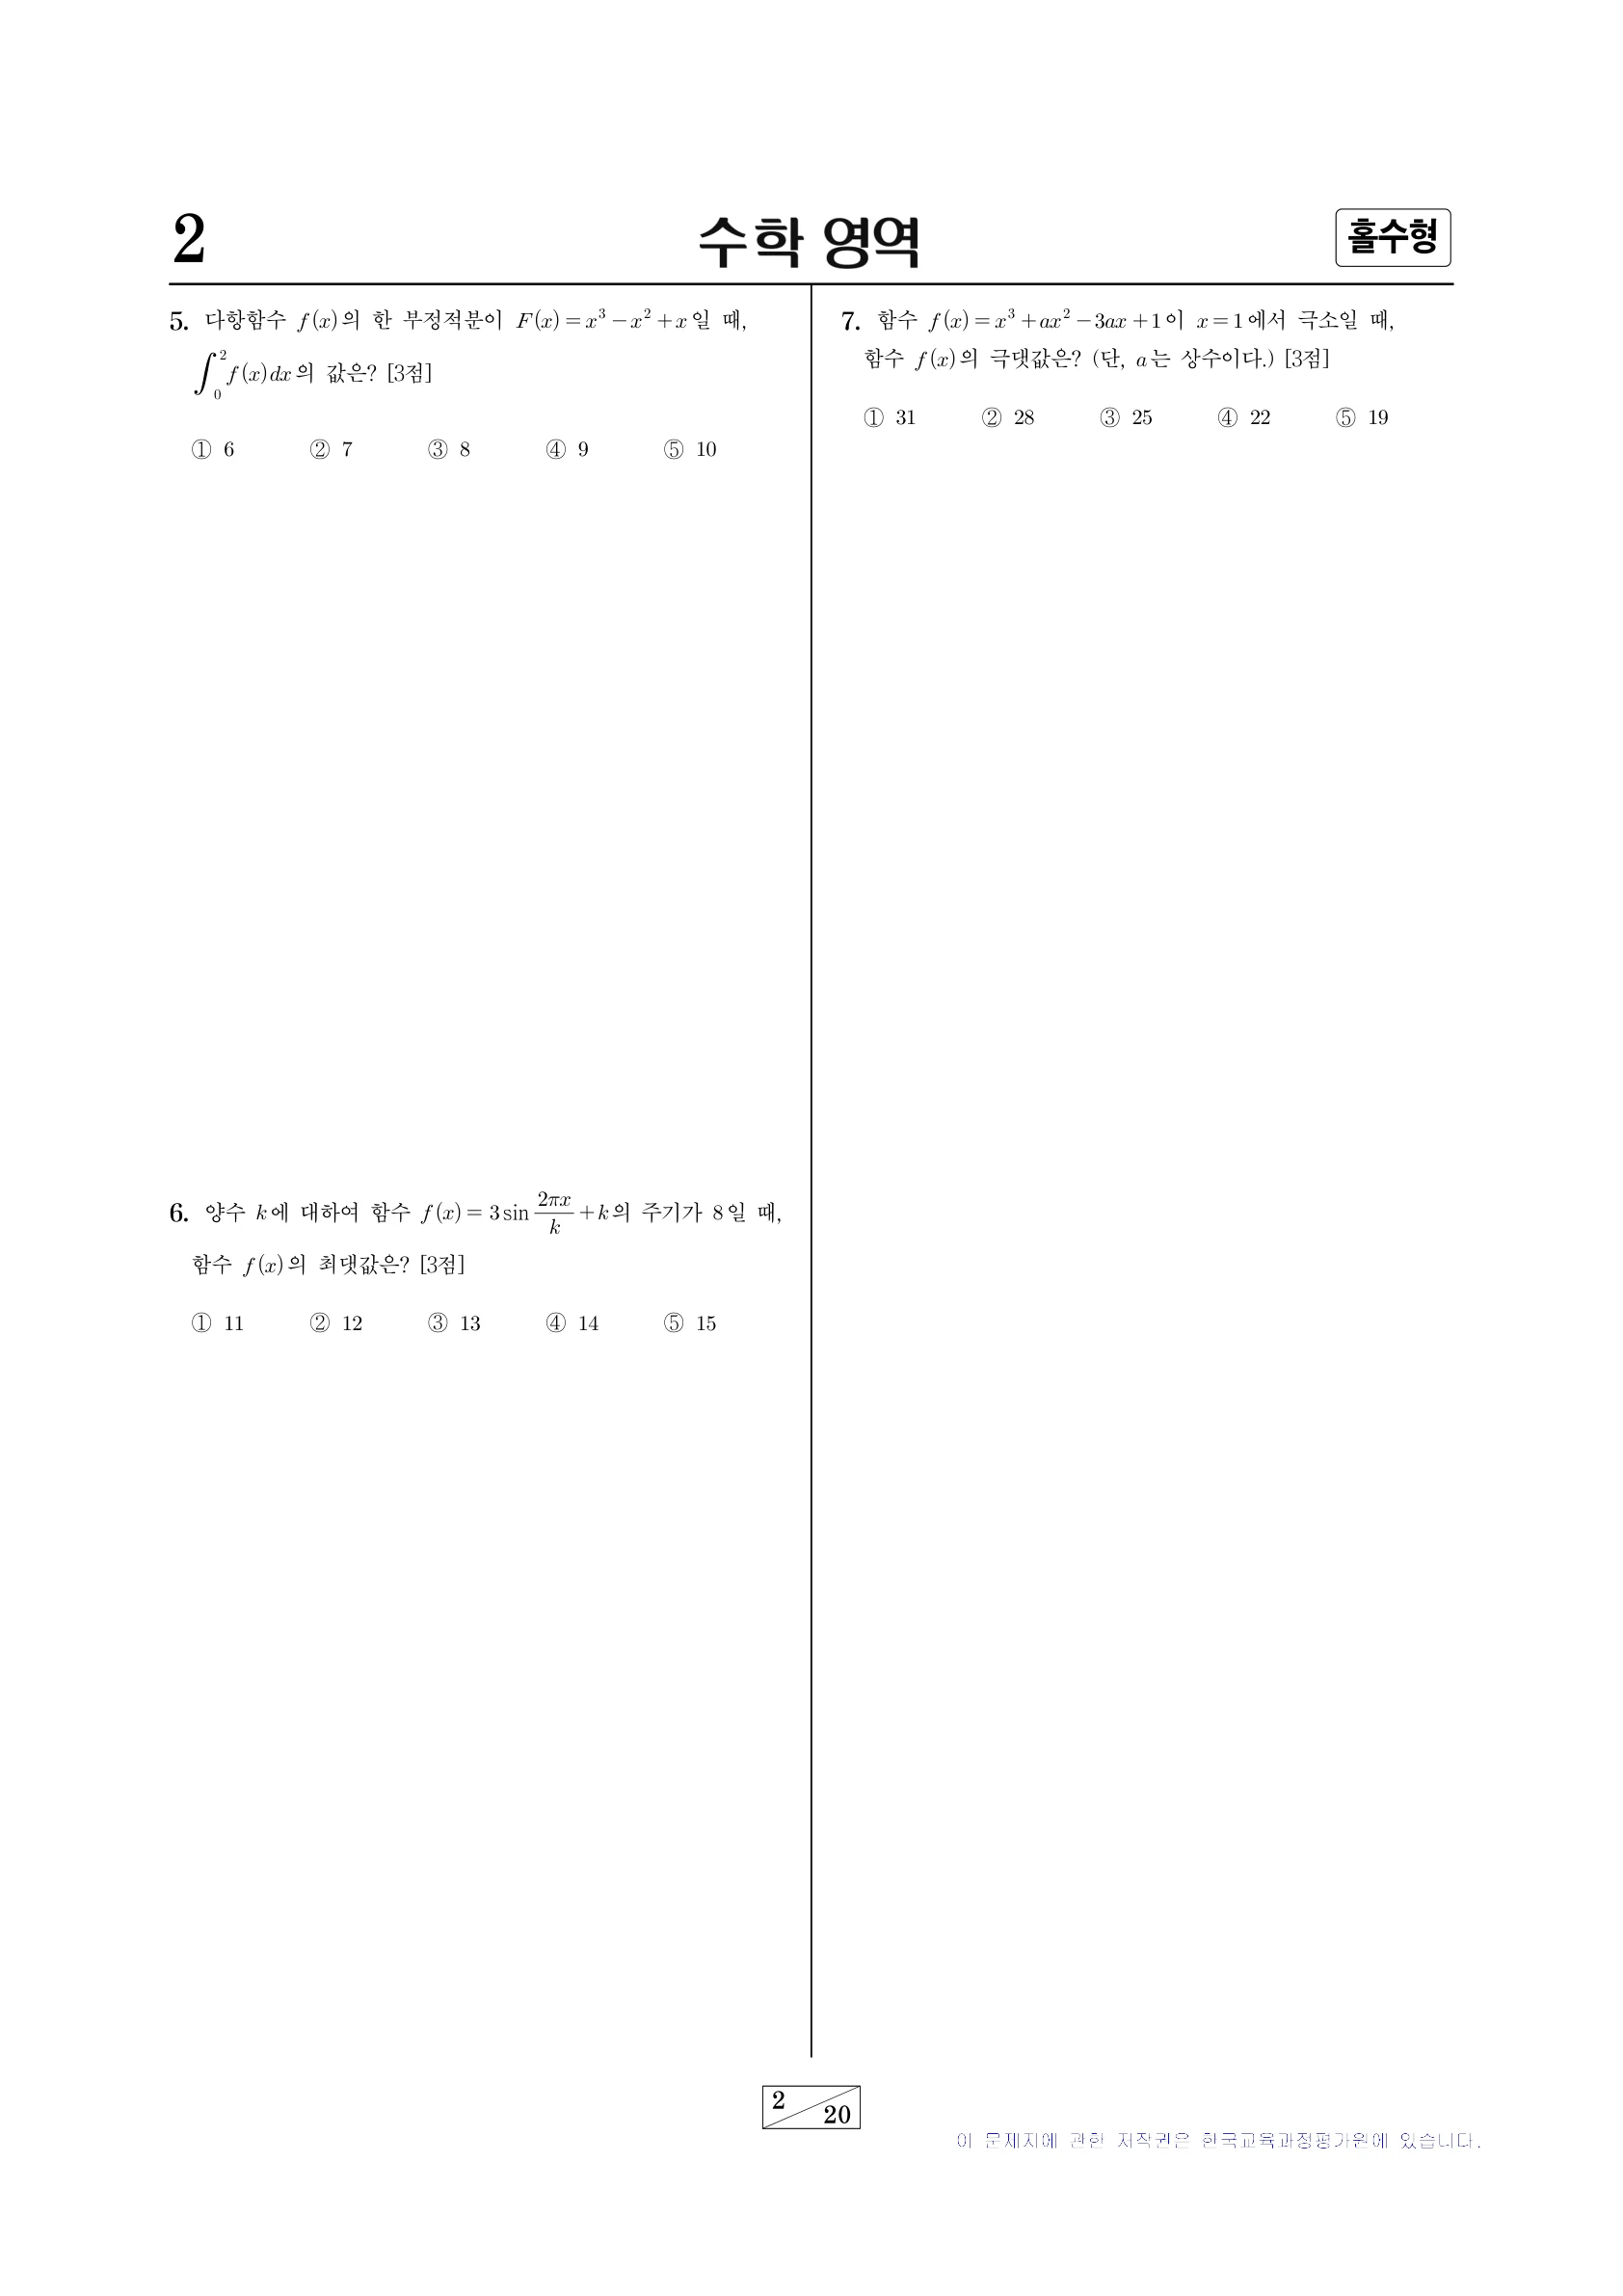 2
수학 영역
홀수형
5. 다항함수 f(x)의 한 부정적분이 F(x)=x³−x²+x일 때,
∫₀² f(x)dx의 값은? [3점]
① 6 ② 7 ③ 8 ④ 9 ⑤ 10
6. 양수 k에 대하여 함수 f(x)=3sin 2πx/k +k의 주기가 8일 때,
함수 f(x)의 최댓값은? [3점]
① 11 ② 12 ③ 13 ④ 14 ⑤ 15
7. 함수 f(x)=x³+ax²−3ax+1이 x=1에서 극소일 때,
함수 f(x)의 극댓값은? (단, a는 상수이다.) [3점]
① 31 ② 28 ③ 25 ④ 22 ⑤ 19
2
20
이 문제지에 관한 저작권은 한국교육과정평가원에 있습니다.